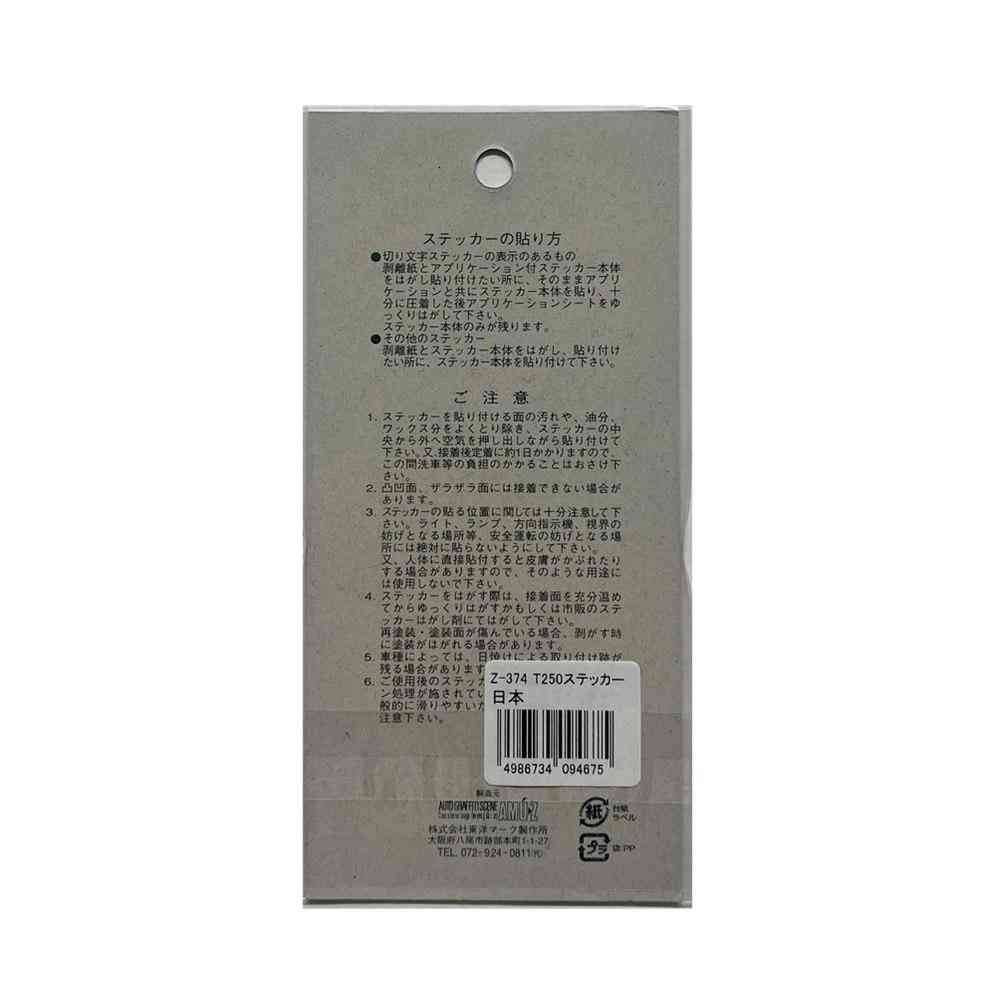 ステッカーの貼り方
●切り文字ステッカーの表示のあるもの
剥離紙とアプリケーション付ステッカー本体
をはがし貼り付けたい所に、そのままアプリ
ケーションと共にステッカー本体を貼り、十
分に圧着した後アプリケーションシートをゆ
っくりはがして下さい。
ステッカー本体のみが残ります。
●その他のステッカー
剥離紙とステッカー本体をはがし、貼り付け
たい所に、ステッカー本体を貼り付けて下さい。
ご注意
1. ステッカーを貼り付ける面の汚れや、油分、
ワックス分をよくとり除き、ステッカーの中
央から外へ空気を押し出しながら貼り付けて
下さい。又、接着後定着に約1日かかりますので、
この間洗車等の負担のかかることはおさけ下
さい。
2. 凸凹面、ザラザラ面には接着できない場合が
あります。
3. ステッカーの貼る位置に関しては十分注意して下
さい。ライト、ランプ、方向指示機、視界の
妨げとなる場所等、安全運転の妨げとなる場
所には絶対に貼らないようにして下さい。
又、人体に直接貼付すると皮膚がかぶれたり
する場合がありますので、そのような用途に
は使用しないで下さい。
4. ステッカーをはがす際は、接着面を充分温め
てからゆっくりはがすかもしくは市販のステ
ッカーはがし剤にてはがして下さい。
再塗装・塗装面が傷んでいる場合、剥がす時
に塗装がはがれる場合があります。
5. 車種によっては、日焼けによる取り付け跡が
残る場合があります
6. ご使用後のステッカ
ン処理が施されてい
般的に滑りやすいた
注意下さい。
Z-374 T250ステッカー
日本
4986734 094675
製造元
AUTO GRAFFITI SCENE AMU'Z
株式会社東洋マーク製作所
大阪府八尾市跡部本町1-1-27
TEL. 072-924-0811(代)
紙 台紙
ラベル
プラ 袋:PP